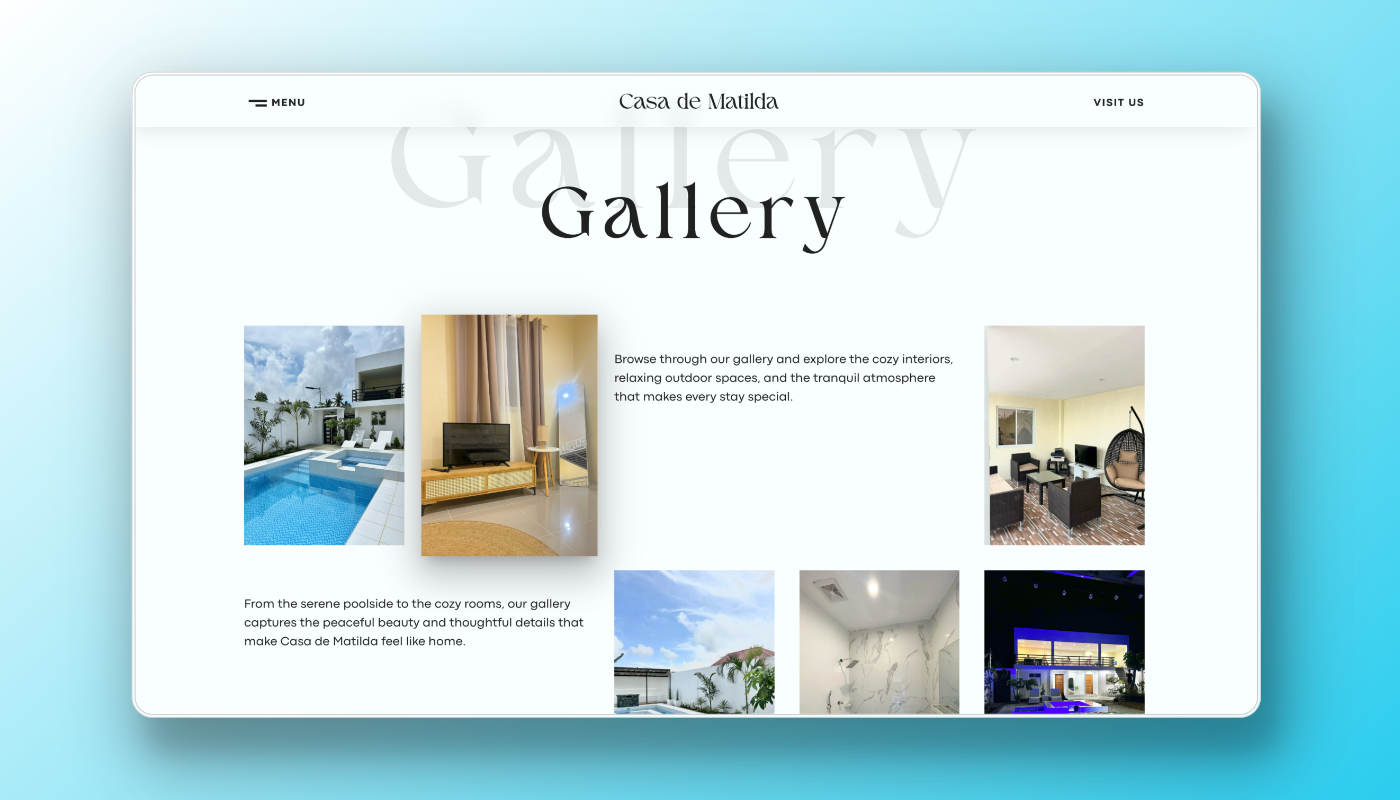 MENU
Casa de Matilda
VISIT US
Gallery
Gallery
Browse through our gallery and explore the cozy interiors,
relaxing outdoor spaces, and the tranquil atmosphere
that makes every stay special.
From the serene poolside to the cozy rooms, our gallery
captures the peaceful beauty and thoughtful details that
make Casa de Matilda feel like home.